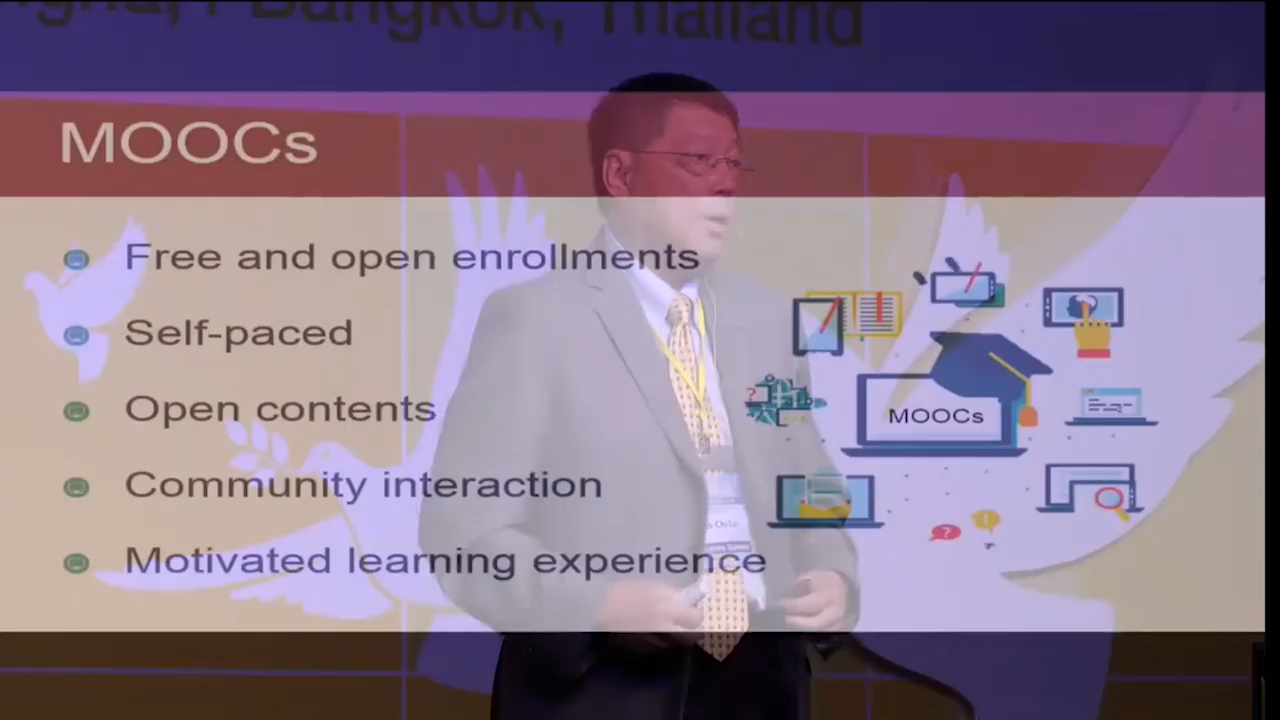 Bangkok, Thailand
MOOCs
Free and open enrollments
Self-paced
Open contents
Community interaction
Motivated learning experience
MOOCs
?
?
!